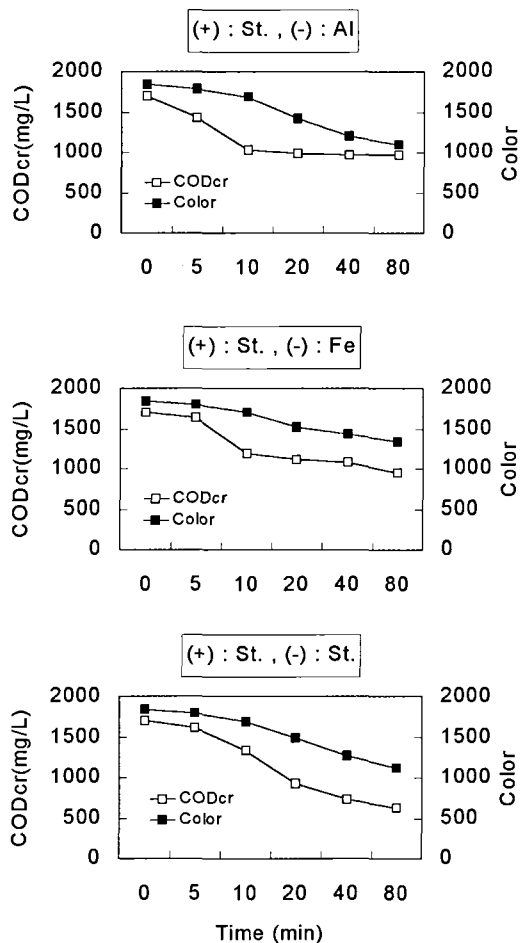 (+) : St. , (-) : Al
2000 2000
1500 1500
1000 1000
500 500
0 0
CODcr(mg/L)
Color
CODcr
Color
0 5 10 20 40 80
(+) : St. , (-) : Fe
2000 2000
1500 1500
1000 1000
500 500
0 0
CODcr(mg/L)
Color
CODcr
Color
0 5 10 20 40 80
(+) : St. , (-) : St.
2000 2000
1500 1500
1000 1000
500 500
0 0
CODcr(mg/L)
Color
CODcr
Color
0 5 10 20 40 80
Time (min)